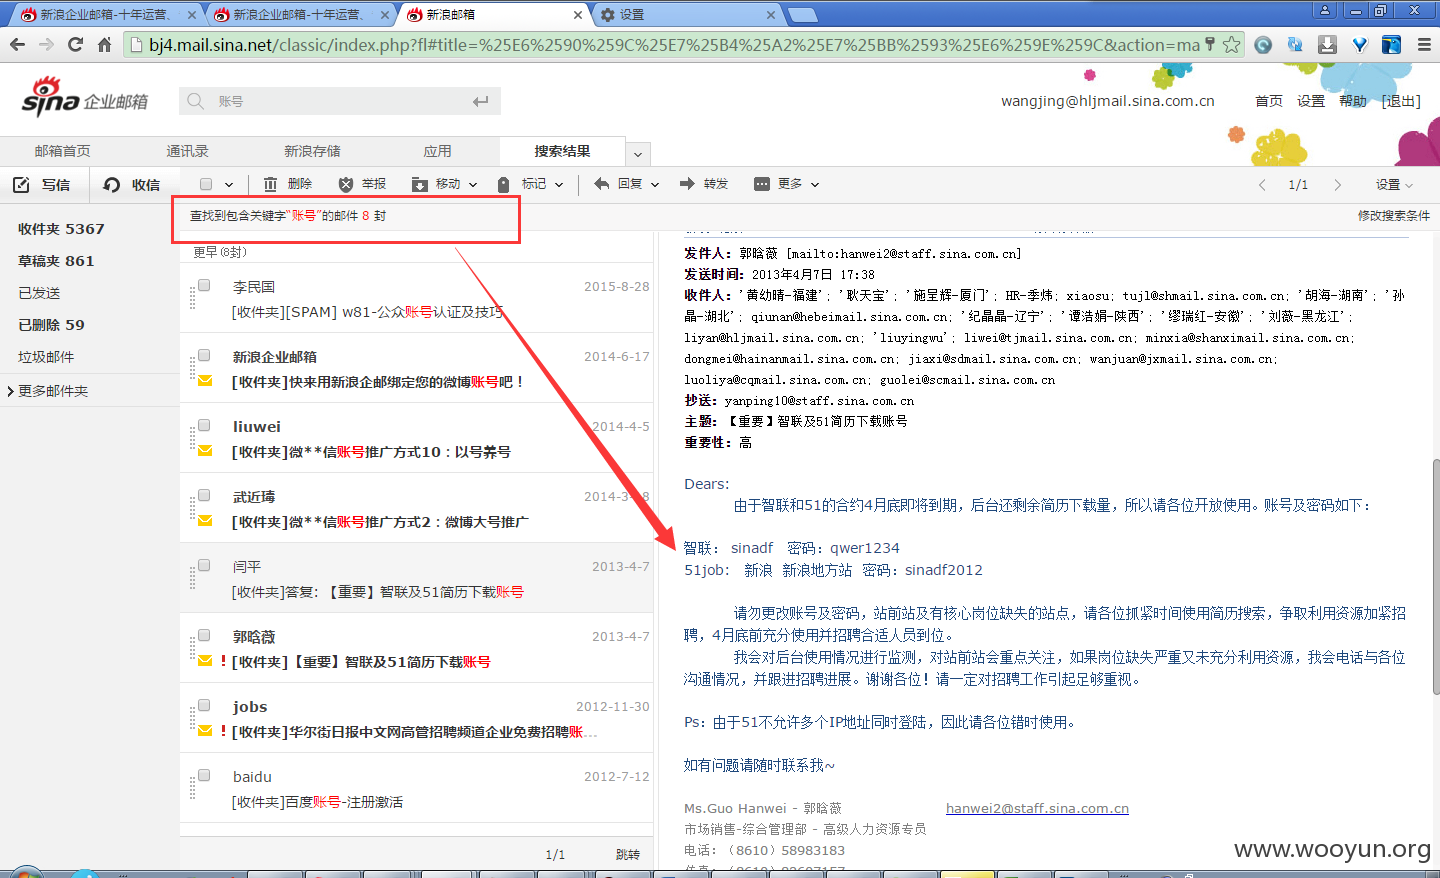 新浪企业邮箱-十年运营、
新浪企业邮箱-十年运营、
新浪邮箱
设置
bj4.mail.sina.net/classic/index.php?fl#title=%25E6%2590%259C%25E7%25B4%25A2%25E7%25BB%2593%25E6%259E%259C&action=ma
sina 企业邮箱
账号
wangjing@hljmail.sina.com.cn
首页 设置 帮助 [退出]
邮箱首页 通讯录 新浪存储 应用 搜索结果
写信 收信 删除 举报 移动 标记 回复 转发 更多 1/1 设置
查找到包含关键字“账号”的邮件 8 封
修改搜索条件
收件夹 5367
草稿夹 861
已发送
已删除 59
垃圾邮件
更多邮件夹
更早(8封)
李民国 2015-8-28
[收件夹][SPAM] w81-公众账号认证及技巧
新浪企业邮箱 2014-6-17
[收件夹]快来用新浪企邮绑定您的微博账号吧！
liuwei 2014-4-5
[收件夹]微**信账号推广方式10：以号养号
武近瑇 2014-3-8
[收件夹]微**信账号推广方式2：微博大号推广
闫平 2013-4-7
[收件夹]答复: 【重要】智联及51简历下载账号
郭晗薇 2013-4-7
[收件夹]【重要】智联及51简历下载账号
jobs 2012-11-30
[收件夹]华尔街日报中文网高管招聘频道企业免费招聘账...
baidu 2012-7-12
[收件夹]百度账号-注册激活
1/1 跳转
发件人: 郭晗薇 [mailto:hanwei2@staff.sina.com.cn]
发送时间: 2013年4月7日 17:38
收件人: '黄幼晴-福建'; '耿天宝'; '施呈辉-厦门'; HR-季炜; xiaosu; tujl@shmail.sina.com.cn; '胡海-湖南'; '孙
晶-湖北'; qiunan@hebeimail.sina.com.cn; '纪晶晶-辽宁'; '谭浩娟-陕西'; '缪瑞红-安徽'; '刘薇-黑龙江';
liyan@hljmail.sina.com.cn; 'liuyingwu'; liwei@tjmail.sina.com.cn; minxia@shanximail.sina.com.cn;
dongmei@hainanmail.sina.com.cn; jiaxi@sdmail.sina.com.cn; wanjuan@jxmail.sina.com.cn;
luoliya@cqmail.sina.com.cn; guolei@scmail.sina.com.cn
抄送: yanping10@staff.sina.com.cn
主题: 【重要】智联及51简历下载账号
重要性: 高
Dears:
由于智联和51的合约4月底即将到期，后台还剩余简历下载量，所以请各位开放使用。账号及密码如下：
智联： sinadf 密码：qwer1234
51job: 新浪 新浪地方站 密码：sinadf2012
请勿更改账号及密码，站前站及有核心岗位缺失的站点，请各位抓紧时间使用简历搜索，争取利用资源加紧招
聘，4月底前充分使用并招聘合适人员到位。
我会对后台使用情况进行监测，对站前站会重点关注，如果岗位缺失严重又未充分利用资源，我会电话与各位
沟通情况，并跟进招聘进展。谢谢各位！请一定对招聘工作引起足够重视。
Ps：由于51不允许多个IP地址同时登陆，因此请各位错时使用。
如有问题请随时联系我~
Ms.Guo Hanwei - 郭晗薇 hanwei2@staff.sina.com.cn
市场销售-综合管理部 - 高级人力资源专员
电话：（8610）58983183
www.wooyun.org